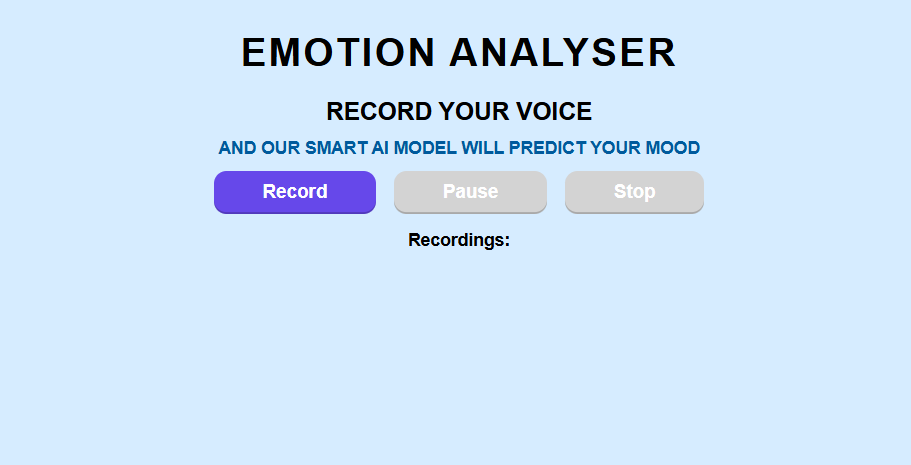 EMOTION ANALYSER
RECORD YOUR VOICE
AND OUR SMART AI MODEL WILL PREDICT YOUR MOOD
Record Pause Stop
Recordings: